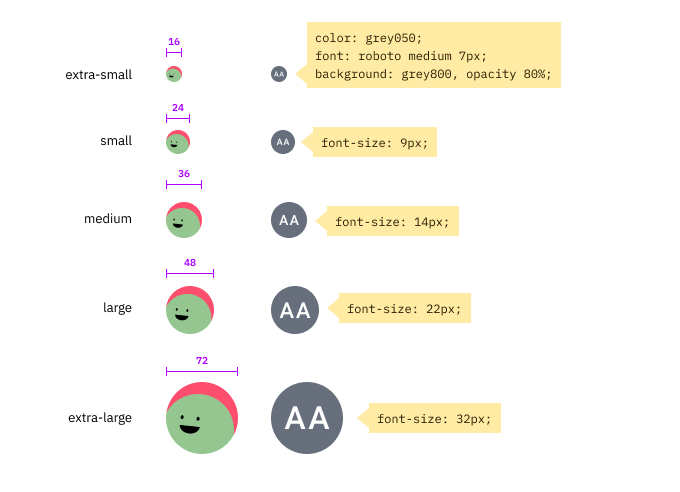 16
extra-small
AA
color: grey050;
font: roboto medium 7px;
background: grey800, opacity 80%;
24
small
AA
font-size: 9px;
36
medium
AA
font-size: 14px;
48
large
AA
font-size: 22px;
72
extra-large
AA
font-size: 32px;